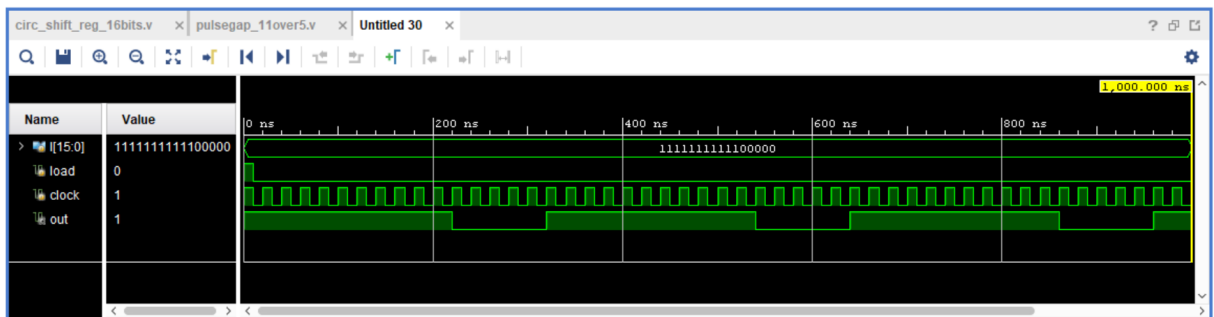 circ_shift_reg_16bits.v × pulsegap_11over5.v × Untitled 30 ×
1,000.000 ns
Name Value
0 ns 200 ns 400 ns 600 ns 800 ns
I[15:0] 1111111111100000 1111111111100000
load 0
clock 1
out 1